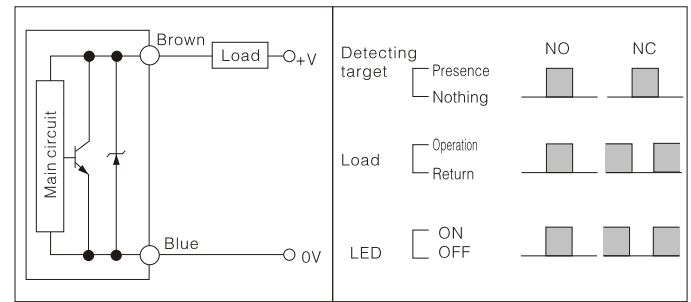 Brown
Load
+V
Main circuit
Blue
0V
NO NC
Detecting
target
Presence
Nothing
Load
Operation
Return
LED
ON
OFF